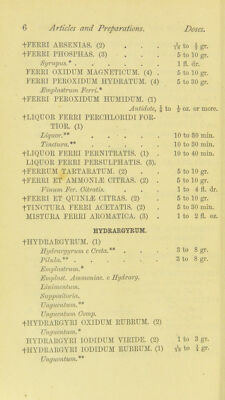 6 Articles and Preparations. Doses.
+FERRI ARSENIAS. (2) . . . 1/16 to ½ gr.
+FERRI PHOSPHAS. (3) . . . 5 to 10 gr.
Syrupus.* . . . . 1 fl. dr.
FERRI OXIDUM MAGNETICUM. (4) . 5 to 10 gr.
FERRI PEROXIDUM HYDRATUM. (4) 5 to 30 gr.
Emplastrum Ferri.*
+FERRI PEROXIDUM HUMIDUM. (1)
Antidote, ¼ to ½ oz. or more.
+LIQUOR FERRI PERCHLORIDI FOR-
TIOR. (1)
Liquor.** . . . . 10 to 30 min.
Tinctura.** . . . . 10 to 30 min.
+LIQUOR FERRI PERNITRATIS. (1) . 10 to 40 min.
LIQUOR FERRI PERSULPHATIS. (3).
+FERRUM TARTARATUM. (2) . . 5 to 10 gr.
+FERRI ET AMMONIÆ CITRAS. (2) . 5 to 10 gr.
Vinum Fer. Citratis. . . 1 to 4 fl. dr.
+FERRI ET QUINIÆ CITRAS. (2) . 5 to 10 gr.
+TINCTURA FERRI ACETATIS. (2) . 5 to 30 min.
MISTURA FERRI AROMATICA. (3) . 1 to 2 fl. oz.
HYDRARGYRUM.
+HYDRARGYRUM. (1)
Hydrargyrum c Creta.** . . 3 to 8 gr.
Pilula.** . . . . 3 to 8 gr.
Emplastrum.*
Emplast. Ammoniac. c Hydrarg.
Linimentum.
Suppositoria.
Unguentum.**
Unguentum Comp.
+HYDRARGYRI OXIDUM RUBRUM. (2)
Unguentum.*
HYDRARGYRI IODIDUM VIRIDE. (2) 1 to 3 gr.
+HYDRARGYRI IODIDUM RUBRUM. (1) 1/16 to ¼ gr.
Unguentum.**